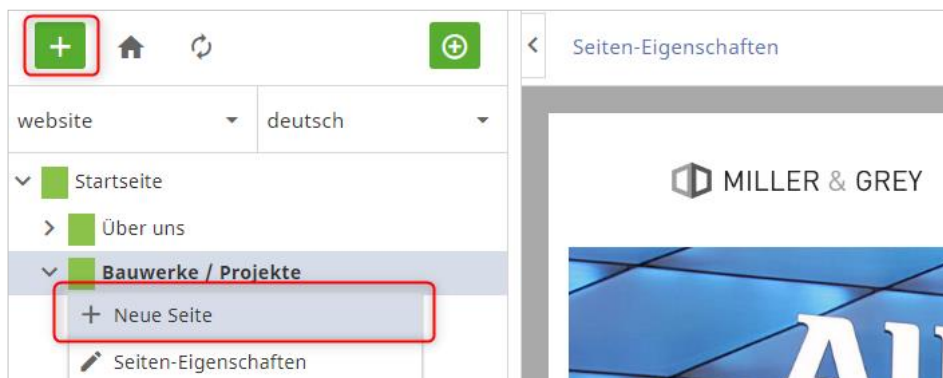 Seiten-Eigenschaften
website
deutsch
Startseite
Über uns
Bauwerke / Projekte
Neue Seite
Seiten-Eigenschaften
MILLER & GREY